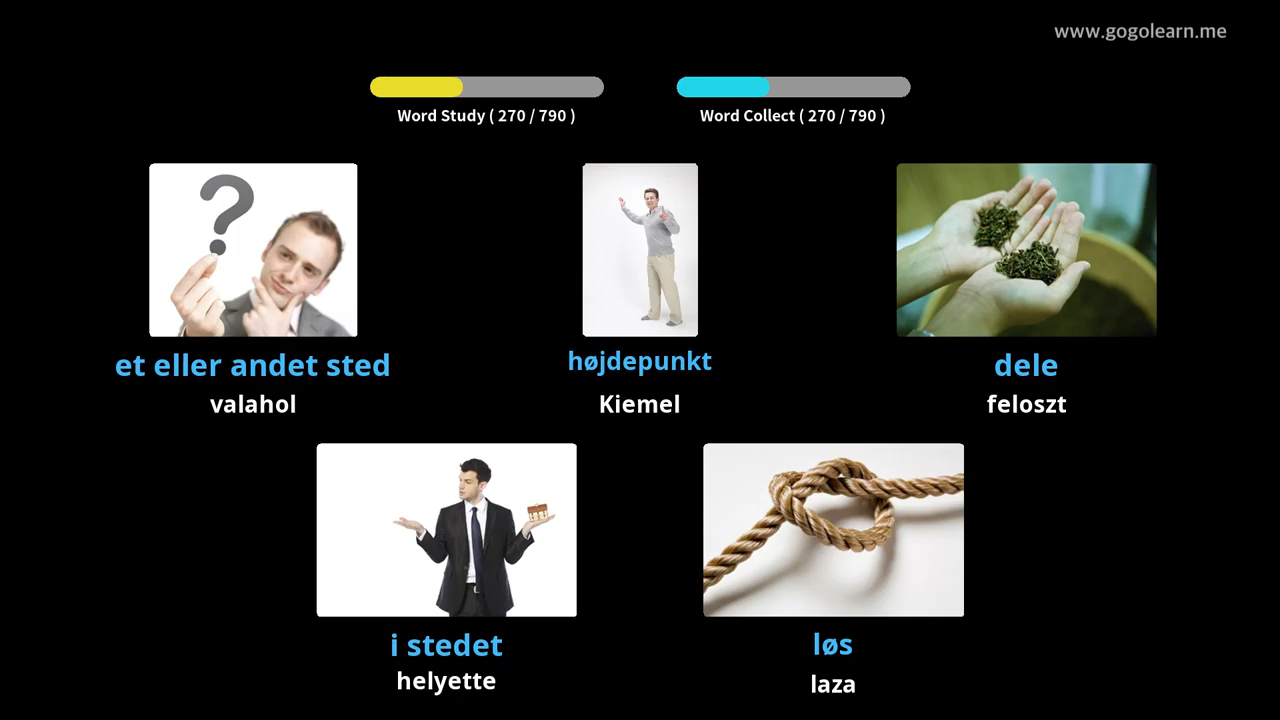 www.gogolearn.me
Word Study ( 270 / 790 )
Word Collect ( 270 / 790 )
et eller andet sted
valahol
højdepunkt
Kiemel
dele
feloszt
i stedet
helyette
løs
laza